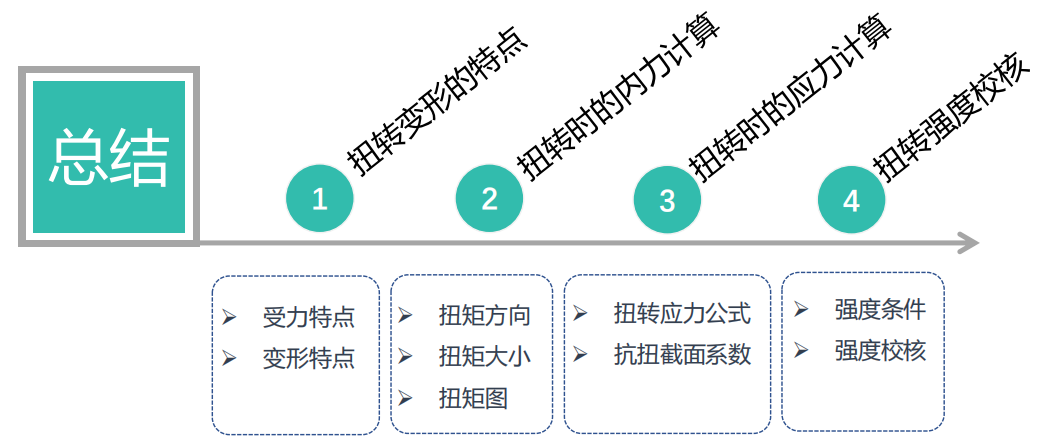 总结
1
扭转变形的特点
2
扭转时的内力计算
3
扭转时的应力计算
4
扭转强度校核
受力特点
变形特点
扭矩方向
扭矩大小
扭矩图
扭转应力公式
抗扭截面系数
强度条件
强度校核